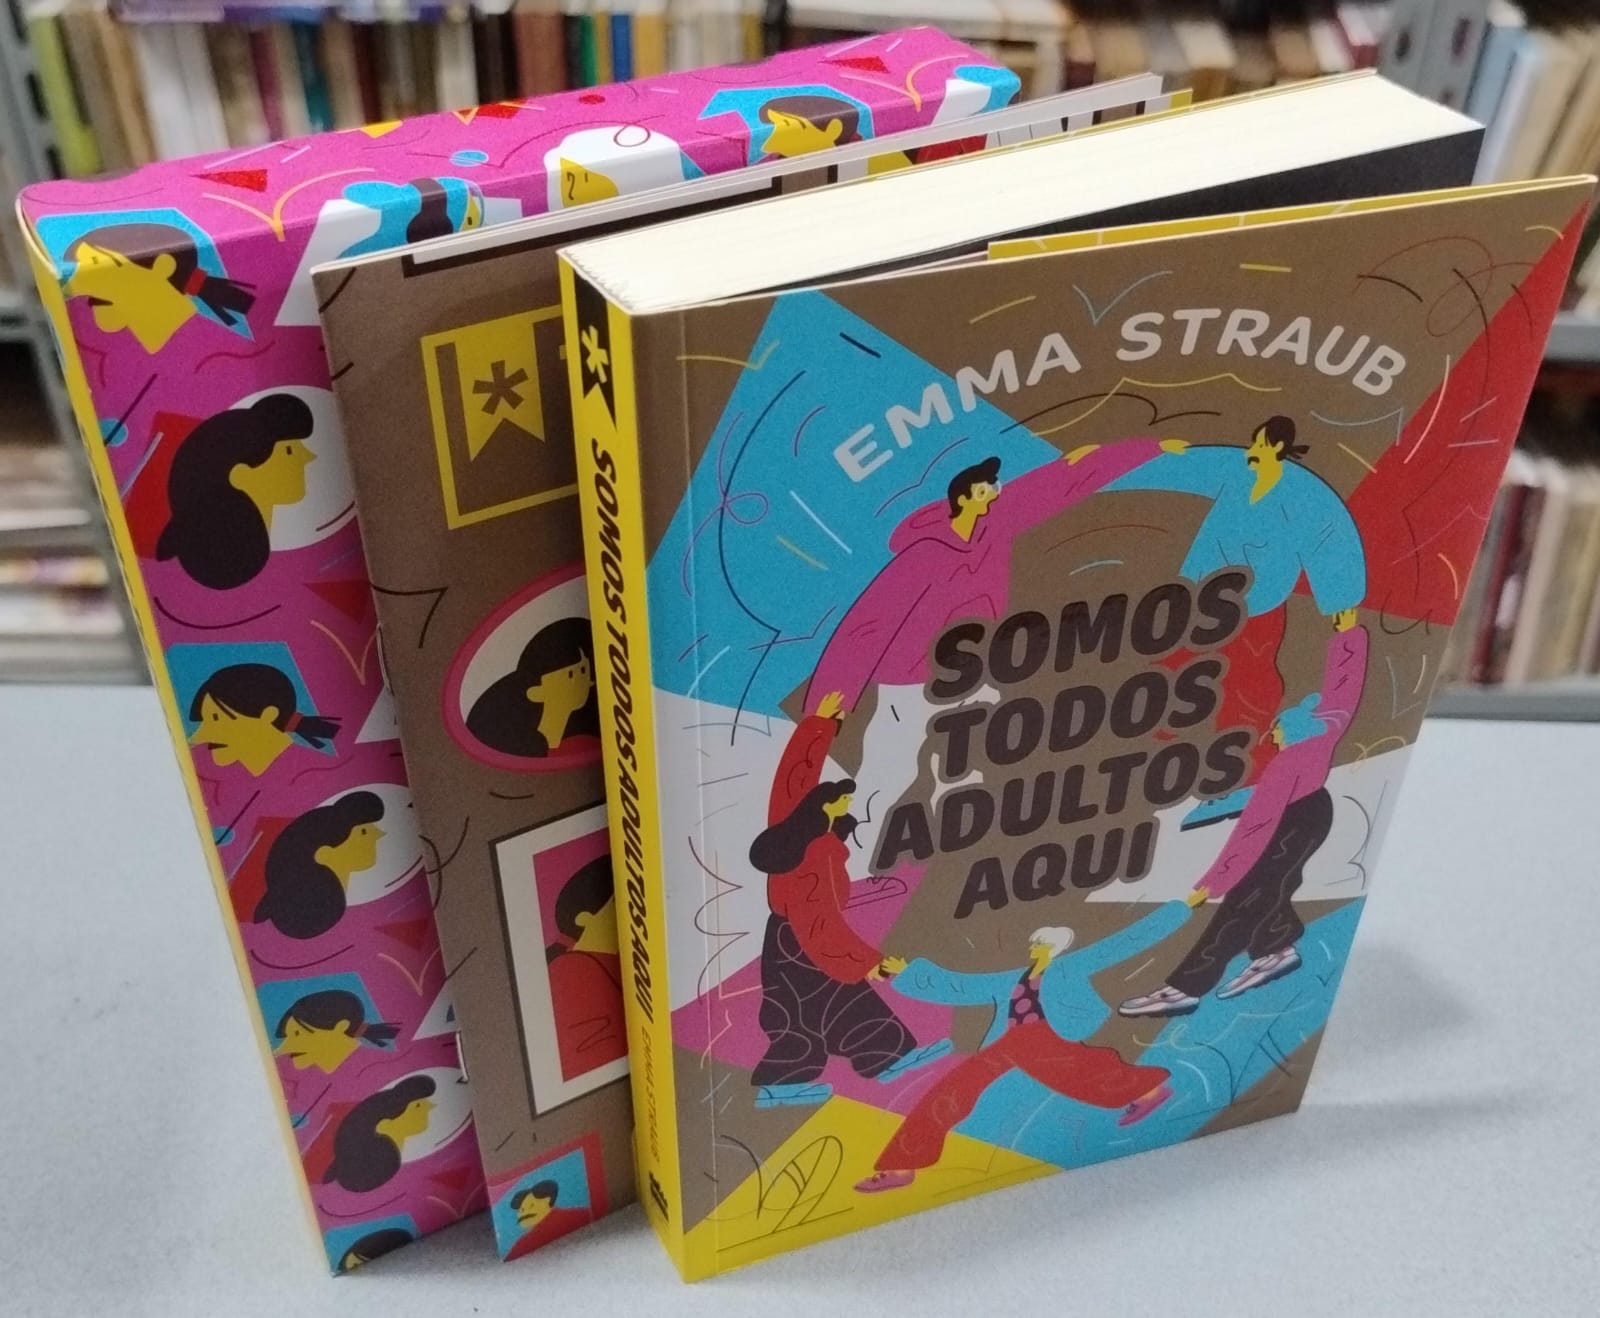 EMMA STRAUB
SOMOS
TODOS
ADULTOS
AQUI
SOMOS TODOS ADULTOS AQUI EMMA STRAUB